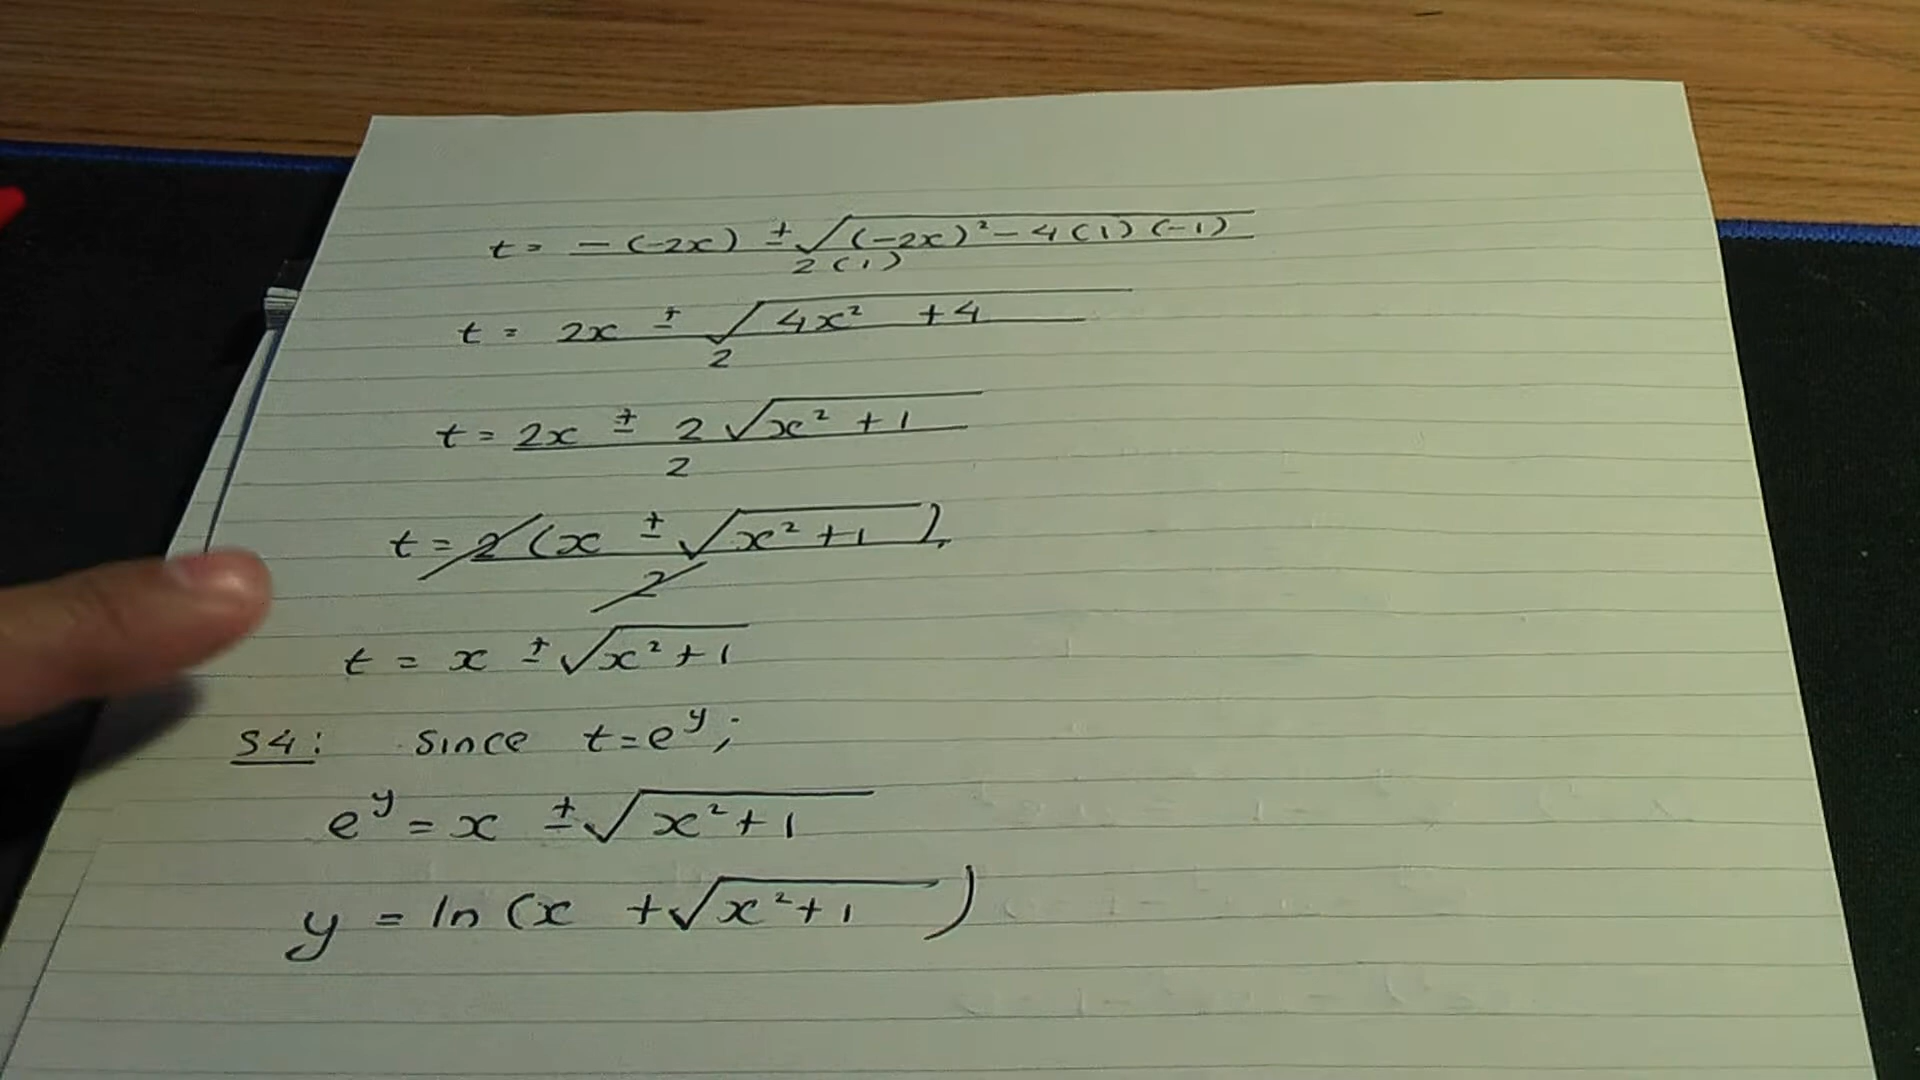 t = -(-2x) ± √((-2x)² - 4(1)(-1)) / 2(1)
t = 2x ± √(4x² + 4) / 2
t = 2x ± 2√(x² + 1) / 2
t = 2(x ± √(x² + 1)) / 2
t = x ± √(x² + 1)
S4: Since t = e^y;
e^y = x ± √(x² + 1)
y = ln(x + √(x² + 1))